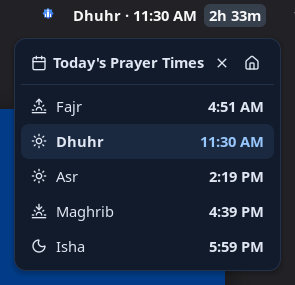 Dhuhr · 11:30 AM 2h 33m
Today's Prayer Times
Fajr 4:51 AM
Dhuhr 11:30 AM
Asr 2:19 PM
Maghrib 4:39 PM
Isha 5:59 PM